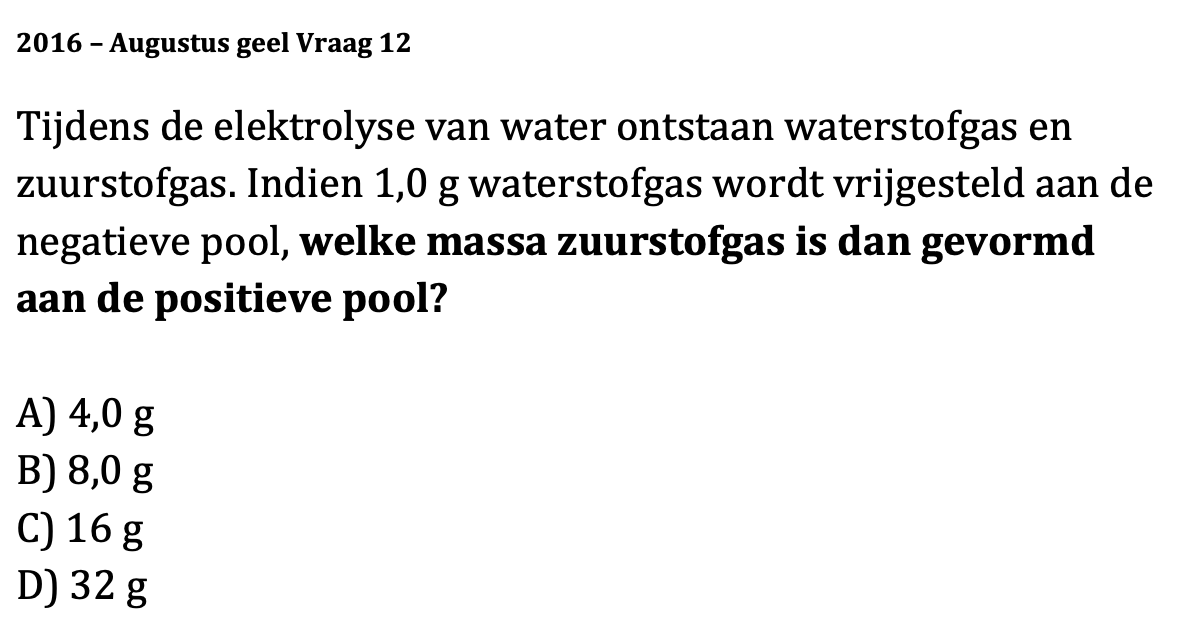 2016 – Augustus geel Vraag 12
Tijdens de elektrolyse van water ontstaan waterstofgas en
zuurstofgas. Indien 1,0 g waterstofgas wordt vrijgesteld aan de
negatieve pool, welke massa zuurstofgas is dan gevormd
aan de positieve pool?
A) 4,0 g
B) 8,0 g
C) 16 g
D) 32 g